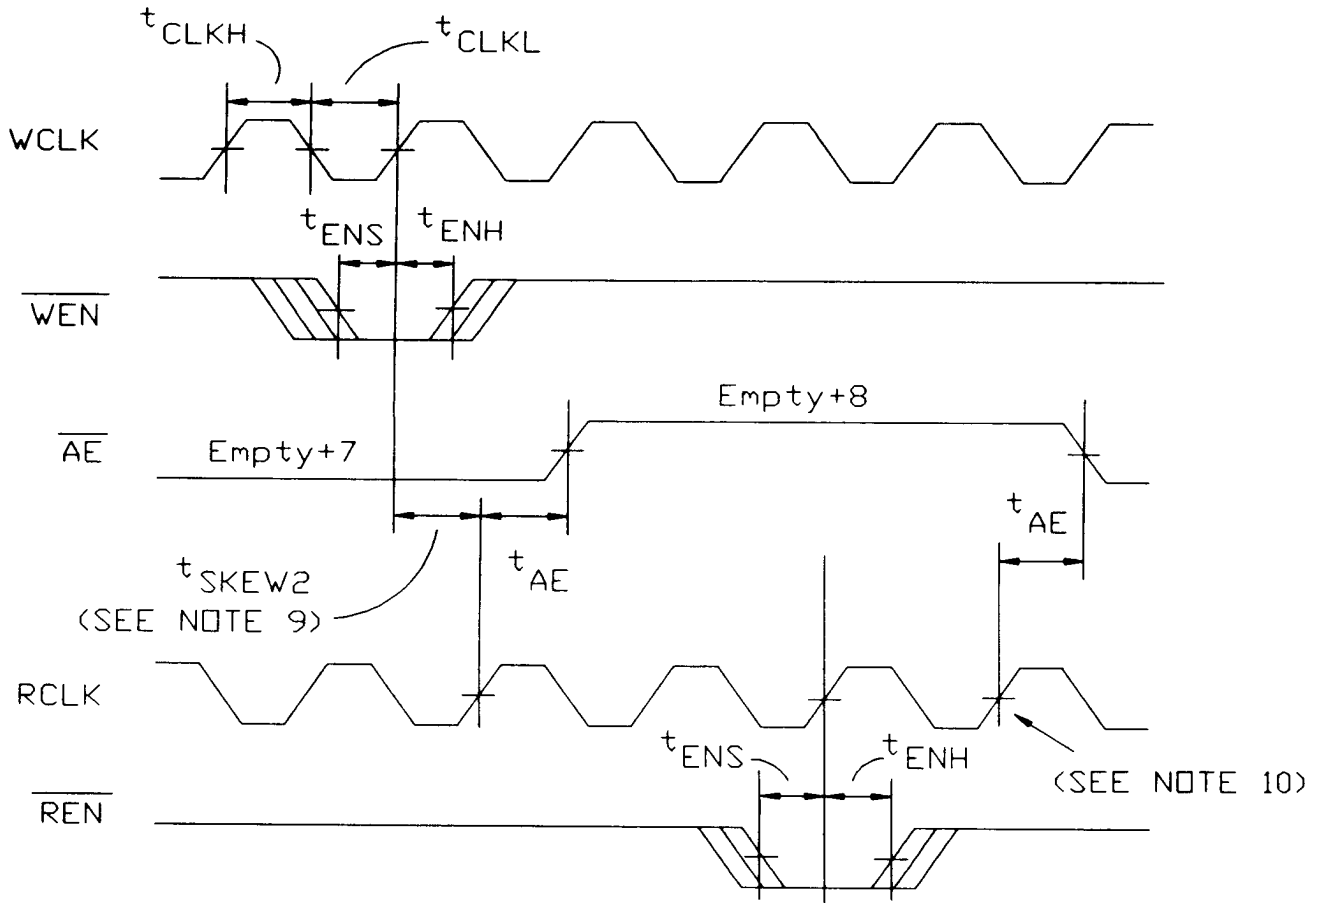 tCLKH
tCLKL
WCLK
tENS
tENH
WEN
Empty+8
AE
Empty+7
tAE
tSKEW2
tAE
(SEE NOTE 9)
RCLK
tENS
tENH
(SEE NOTE 10)
REN